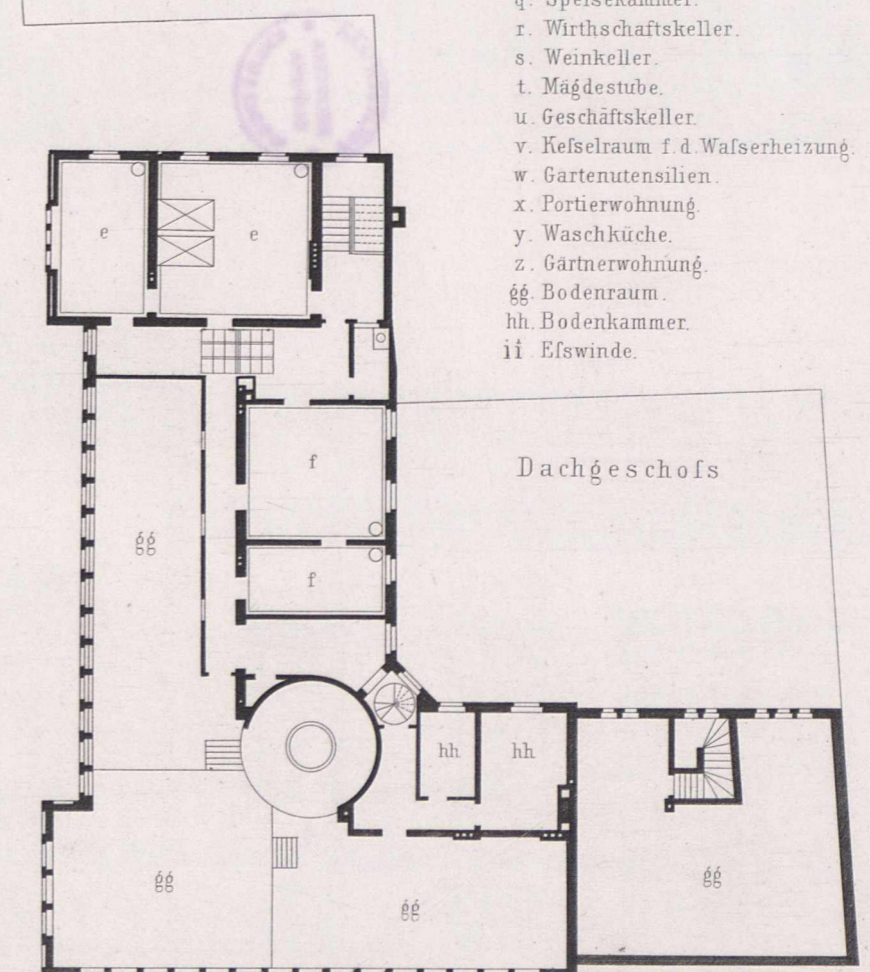 q. Speisekammer.
r. Wirthschaftskeller.
s. Weinkeller.
t. Mägdestube.
u. Geschäftskeller.
v. Keſselraum f. d. Waſserheizung.
w. Gartenutensilien.
x. Portierwohnung.
y. Waschküche.
z. Gärtnerwohnung.
gg. Bodenraum.
hh. Bodenkammer.
ii. Eſswinde.
e
e
f
Dachgeschoſs
gg
f
hh
hh
gg
gg
gg